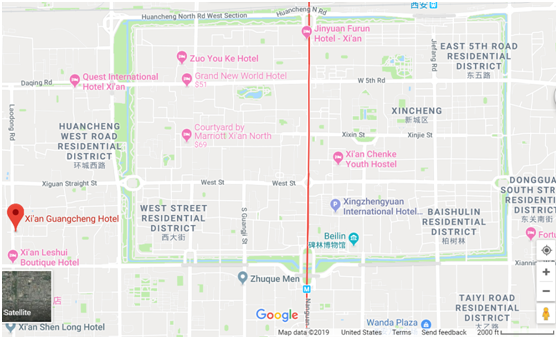 Huancheng North Rd West Section
Huancheng N Rd
西安
Jinyuan Furun
Hotel - Xi'an
Zuo You Ke Hotel
EAST 5TH ROAD
RESIDENTIAL
DISTRICT
东五路
Jiefang Rd
Daqing Rd
Quest International
Hotel Xi'an
Grand New World Hotel
$51
W 5th Rd
Laodong Rd
XINCHENG
新城区
HUANCHENG
WEST ROAD
RESIDENTIAL
DISTRICT
环城西路
Courtyard by
Marriott Xi'an North
$69
Xixin St
Xinjie St
Xi'an Chenke
Youth Hostel
Xiguan Straight St
West St
West St
DONGGUA
SOUTH STR
RESIDENTIA
DISTRICT
东关南街
WEST STREET
RESIDENTIAL
DISTRICT
西大街
S Guangji St
Xingzhengyuan
International Hotel...
Xi'an Guangcheng Hotel
BAISHULIN
RESIDENTIAL
DISTRICT
柏树林
Beilin
碑林博物馆
Fortu
Xi'an Leshui
Boutique Hotel
Xianni
Zhuque Men
M
Nanguan
Satellite
店
TAIYI ROAD
RESIDENTIAL
DISTRICT
太乙路
Xi'an Shen Long Hotel
Google
Wanda Plaza
Map data ©2019
United States
Terms
Send feedback
2000 ft